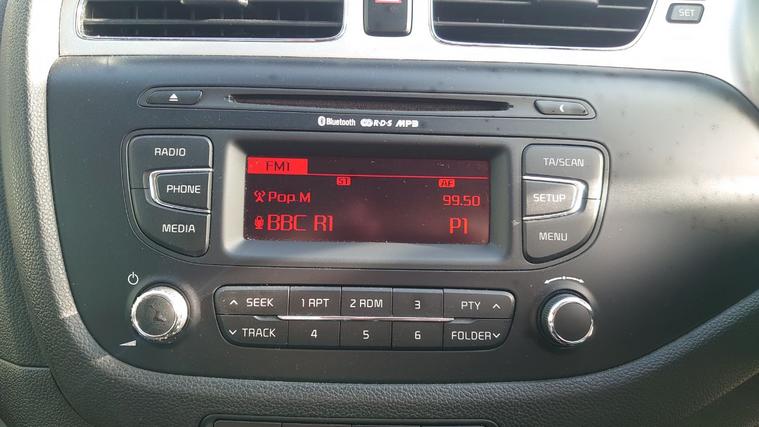 SET
Bluetooth R·D·S MP3
RADIO
PHONE
MEDIA
FM1
ST AF
Pop M 99.50
BBC R1 P1
TA/SCAN
SETUP
MENU
SEEK 1 RPT 2 RDM 3 PTY
TRACK 4 5 6 FOLDER